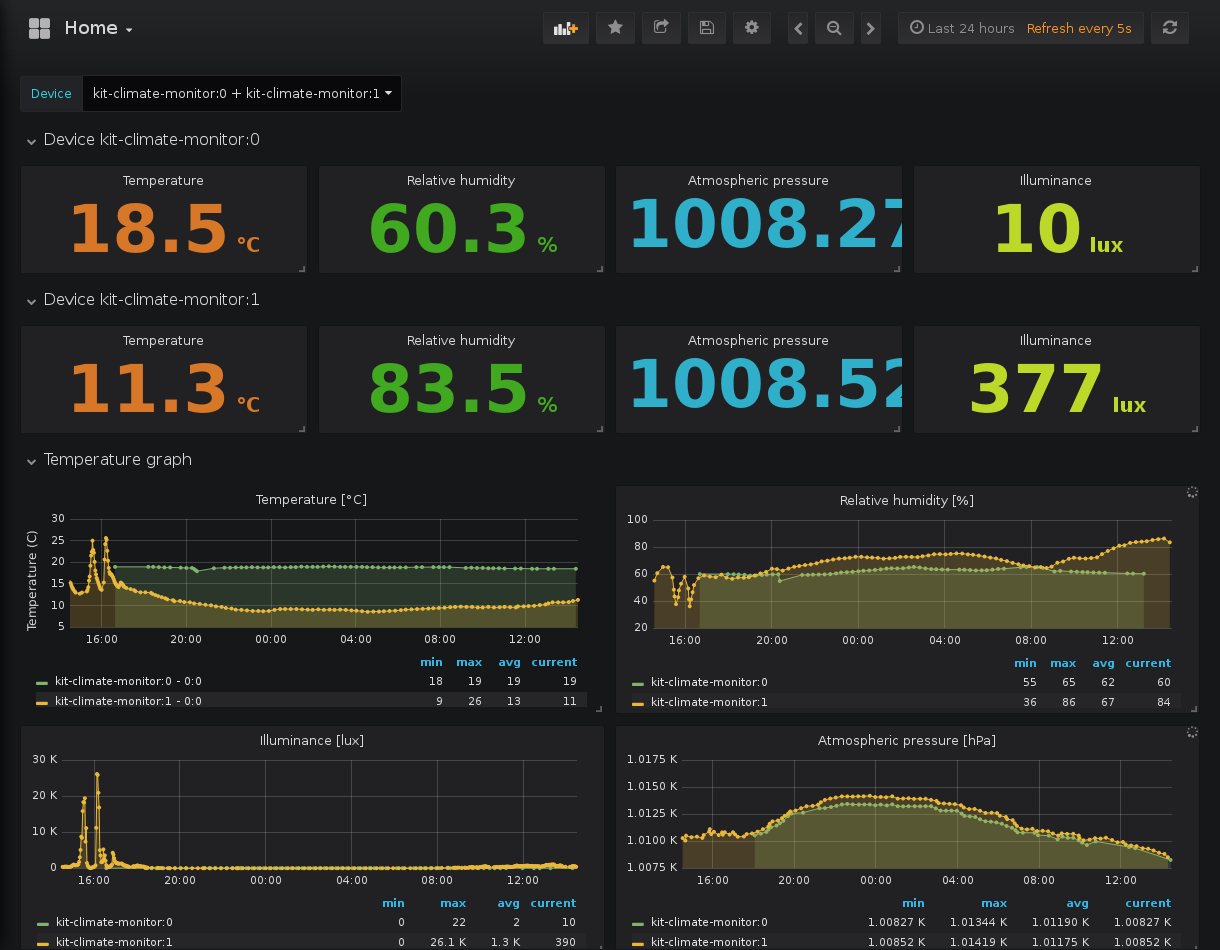 Home
Last 24 hours Refresh every 5s
Device kit-climate-monitor:0 + kit-climate-monitor:1
Device kit-climate-monitor:0
Temperature Relative humidity Atmospheric pressure Illuminance
18.5 °C 60.3 % 1008.27 10 lux
Device kit-climate-monitor:1
Temperature Relative humidity Atmospheric pressure Illuminance
11.3 °C 83.5 % 1008.52 377 lux
Temperature graph
Temperature [°C]
Temperature (C)
30
25
20
15
10
5
16:00 20:00 00:00 04:00 08:00 12:00
min max avg current
kit-climate-monitor:0 - 0:0 18 19 19 19
kit-climate-monitor:1 - 0:0 9 26 13 11
Relative humidity [%]
100
80
60
40
20
16:00 20:00 00:00 04:00 08:00 12:00
min max avg current
kit-climate-monitor:0 55 65 62 60
kit-climate-monitor:1 36 86 67 84
Illuminance [lux]
30 K
20 K
10 K
0
16:00 20:00 00:00 04:00 08:00 12:00
min max avg current
kit-climate-monitor:0 0 22 2 10
kit-climate-monitor:1 0 26.1 K 1.3 K 390
Atmospheric pressure [hPa]
1.0175 K
1.0150 K
1.0125 K
1.0100 K
1.0075 K
16:00 20:00 00:00 04:00 08:00 12:00
min max avg current
kit-climate-monitor:0 1.00827 K 1.01344 K 1.01190 K 1.00827 K
kit-climate-monitor:1 1.00852 K 1.01419 K 1.01175 K 1.00852 K